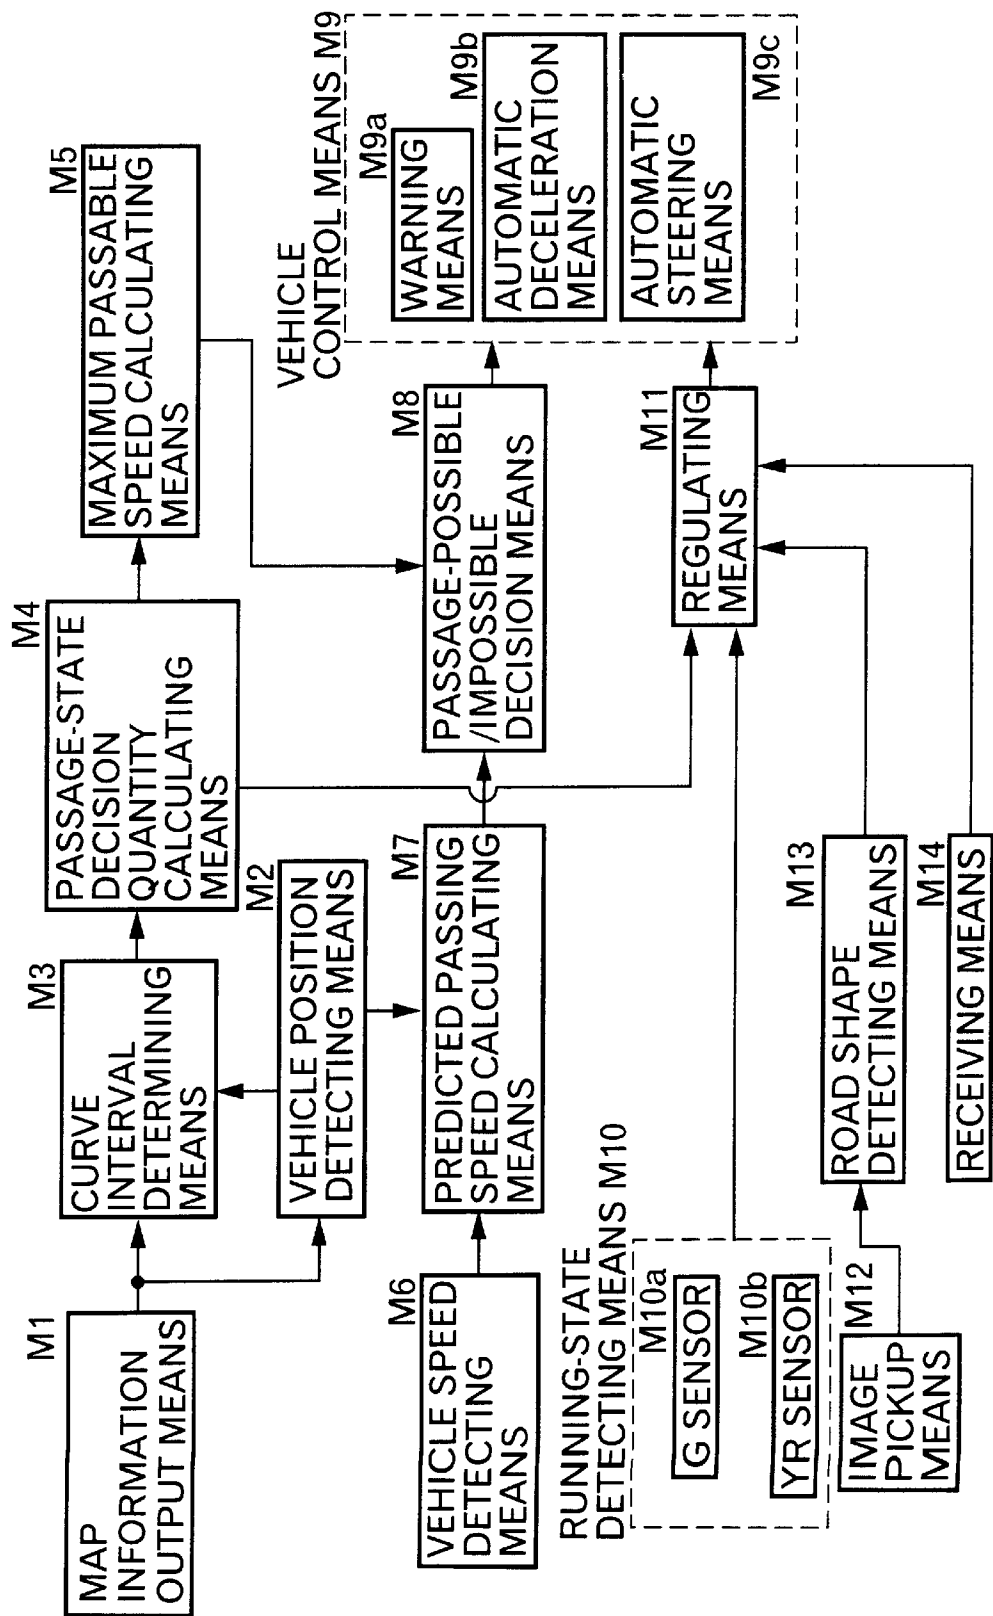 M1
MAP
INFORMATION
OUTPUT MEANS
M3
CURVE
INTERVAL
DETERMINING
MEANS
M4
PASSAGE-STATE
DECISION
QUANTITY
CALCULATING
MEANS
M5
MAXIMUM PASSABLE
SPEED CALCULATING
MEANS
M2
VEHICLE POSITION
DETECTING MEANS
M6
VEHICLE SPEED
DETECTING
MEANS
M7
PREDICTED PASSING
SPEED CALCULATING
MEANS
M8
PASSAGE-POSSIBLE
/IMPOSSIBLE
DECISION MEANS
VEHICLE
CONTROL MEANS M9
M9a
WARNING
MEANS
M9b
AUTOMATIC
DECELERATION
MEANS
AUTOMATIC
STEERING
MEANS
M9c
RUNNING-STATE
DETECTING MEANS M10
M10a
G SENSOR
M10b
YR SENSOR
M11
REGULATING
MEANS
M12
IMAGE
PICKUP
MEANS
M13
ROAD SHAPE
DETECTING MEANS
M14
RECEIVING MEANS